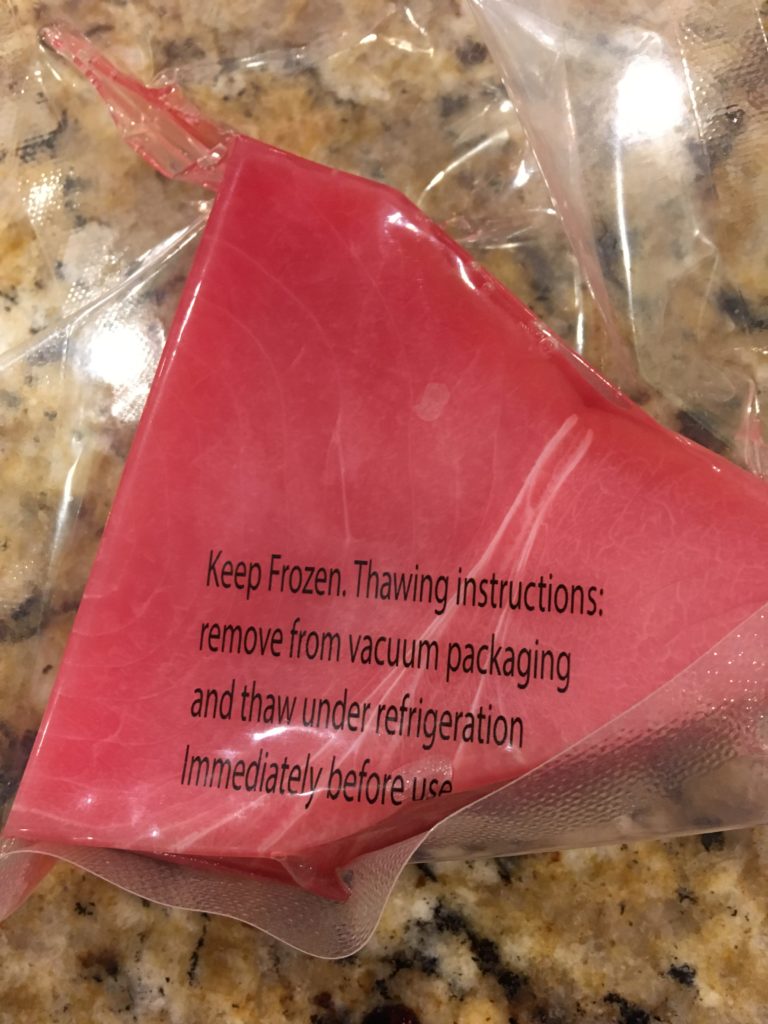 Keep Frozen. Thawing instructions:
remove from vacuum packaging
and thaw under refrigeration
Immediately before use